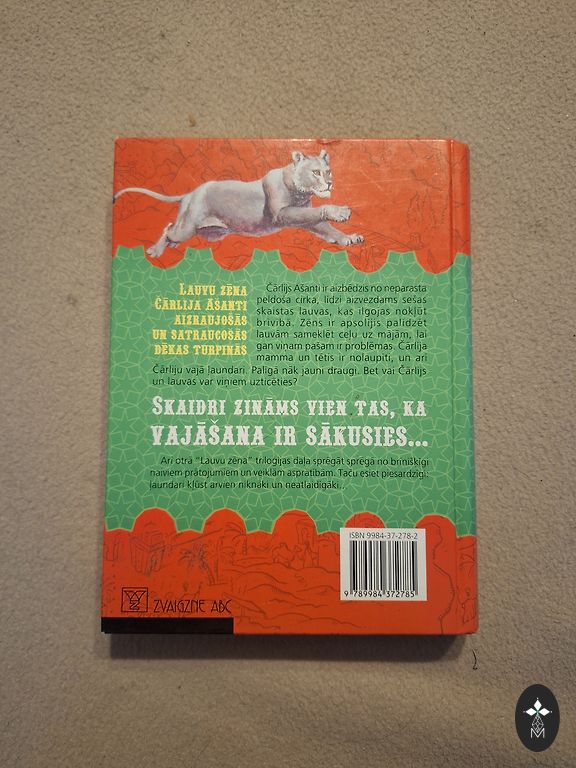 LAUVU ZĒNA
ČĀRLIJA AŠANTI
AIZRAUJOŠĀS
UN SATRAUCOŠĀS
DĒKAS TURPINĀS
Čārlijs Ašanti ir aizbēdzis no neparasta
peldoša cirka, līdzi aizvezdams sešas
skaistas lauvas, kas ilgojas nokļūt
brīvībā. Zēns ir apsolījis palīdzēt
lauvām sameklēt ceļu uz mājām, lai
gan viņam pašam ir problēmas. Čārlija
mamma un tētis ir nolaupīti, un arī
Čārliju vajā ļaundari. Palīgā nāk jauni draugi. Bet vai Čārlijs
un lauvas var viņiem uzticēties?
SKAIDRI ZINĀMS VIEN TAS, KA
VAJĀŠANA IR SĀKUSIES...
Arī otrā "Lauvu zēna" triloģijas daļa sprēgāt sprēgā no brīnišķīgi
naiviem prātojumiem un veiklām asprātībām. Taču esiet piesardzīgi:
ļaundari kļūst arvien niknāki un neatlaidīgāki...
ISBN 9984-37-278-2
9 789984 372785
ZVAIGZNE ABC
M